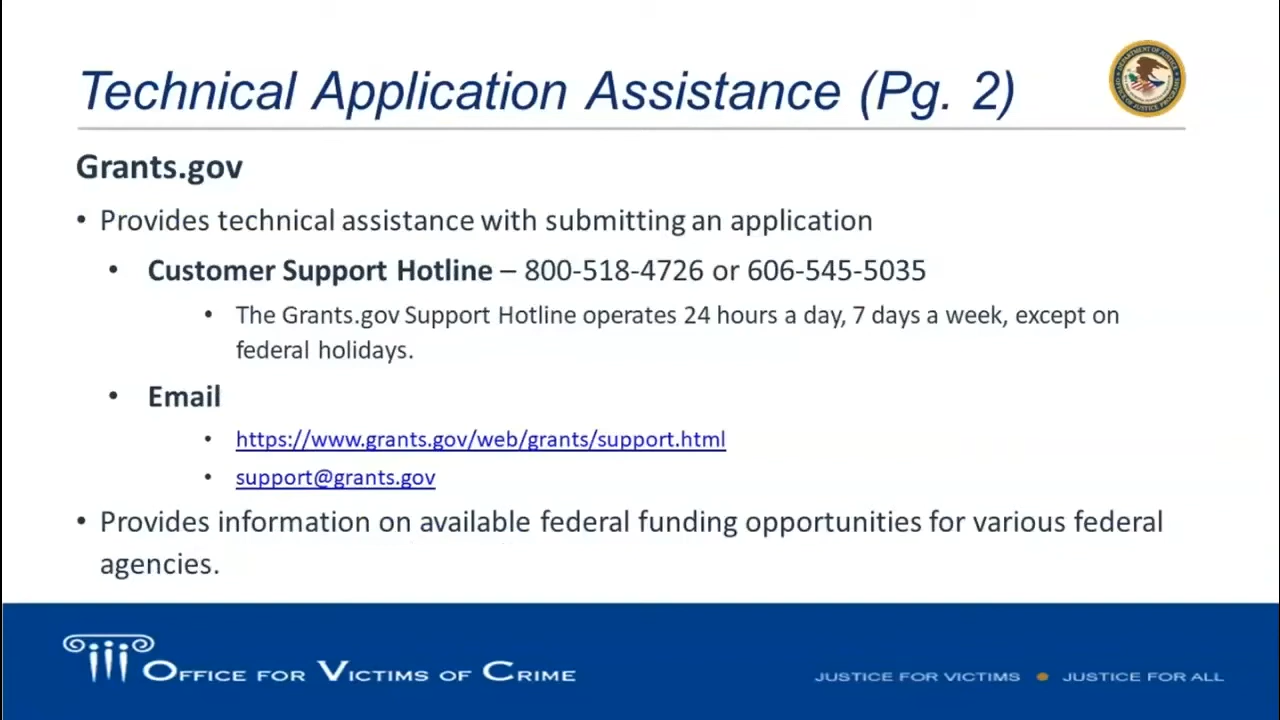 Technical Application Assistance (Pg. 2)
Grants.gov
• Provides technical assistance with submitting an application
• Customer Support Hotline – 800-518-4726 or 606-545-5035
• The Grants.gov Support Hotline operates 24 hours a day, 7 days a week, except on
federal holidays.
• Email
• https://www.grants.gov/web/grants/support.html
• support@grants.gov
• Provides information on available federal funding opportunities for various federal
agencies.
OFFICE FOR VICTIMS OF CRIME
JUSTICE FOR VICTIMS • JUSTICE FOR ALL